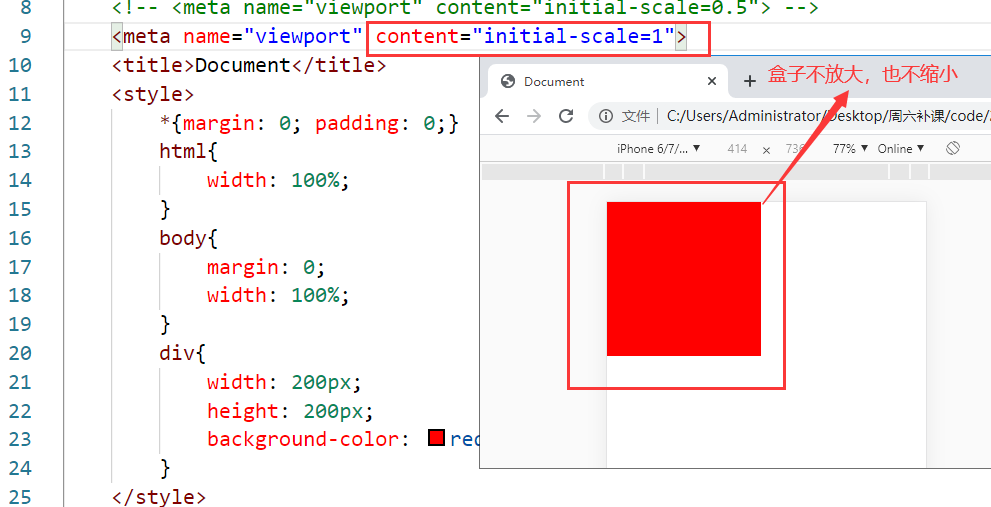 8 <!-- <meta name="viewport" content="initial-scale=0.5"> -->
9 <meta name="viewport" content="initial-scale=1">
10 <title>Document</title>
11 <style>
12 *{margin: 0; padding: 0;}
13 html{
14 width: 100%;
15 }
16 body{
17 margin: 0;
18 width: 100%;
19 }
20 div{
21 width: 200px;
22 height: 200px;
23 background-color: red
24 }
25 </style>
Document
盒子不放大，也不缩小
文件 | C:/Users/Administrator/Desktop/周六补课/code/
iPhone 6/7/... ▼ 414 × 736 77% ▼ Online ▼